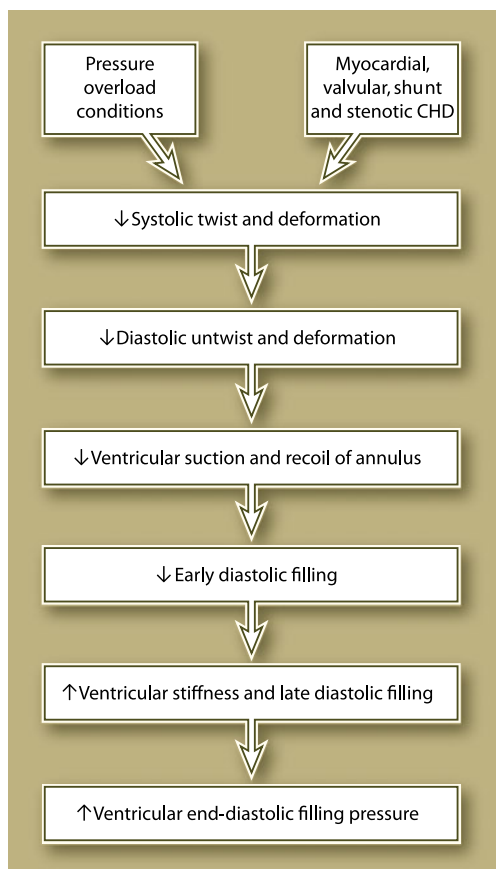 Pressure
overload
conditions
Myocardial,
valvular, shunt
and stenotic CHD
↓Systolic twist and deformation
↓Diastolic untwist and deformation
↓Ventricular suction and recoil of annulus
↓Early diastolic filling
↑Ventricular stiffness and late diastolic filling
↑Ventricular end-diastolic filling pressure